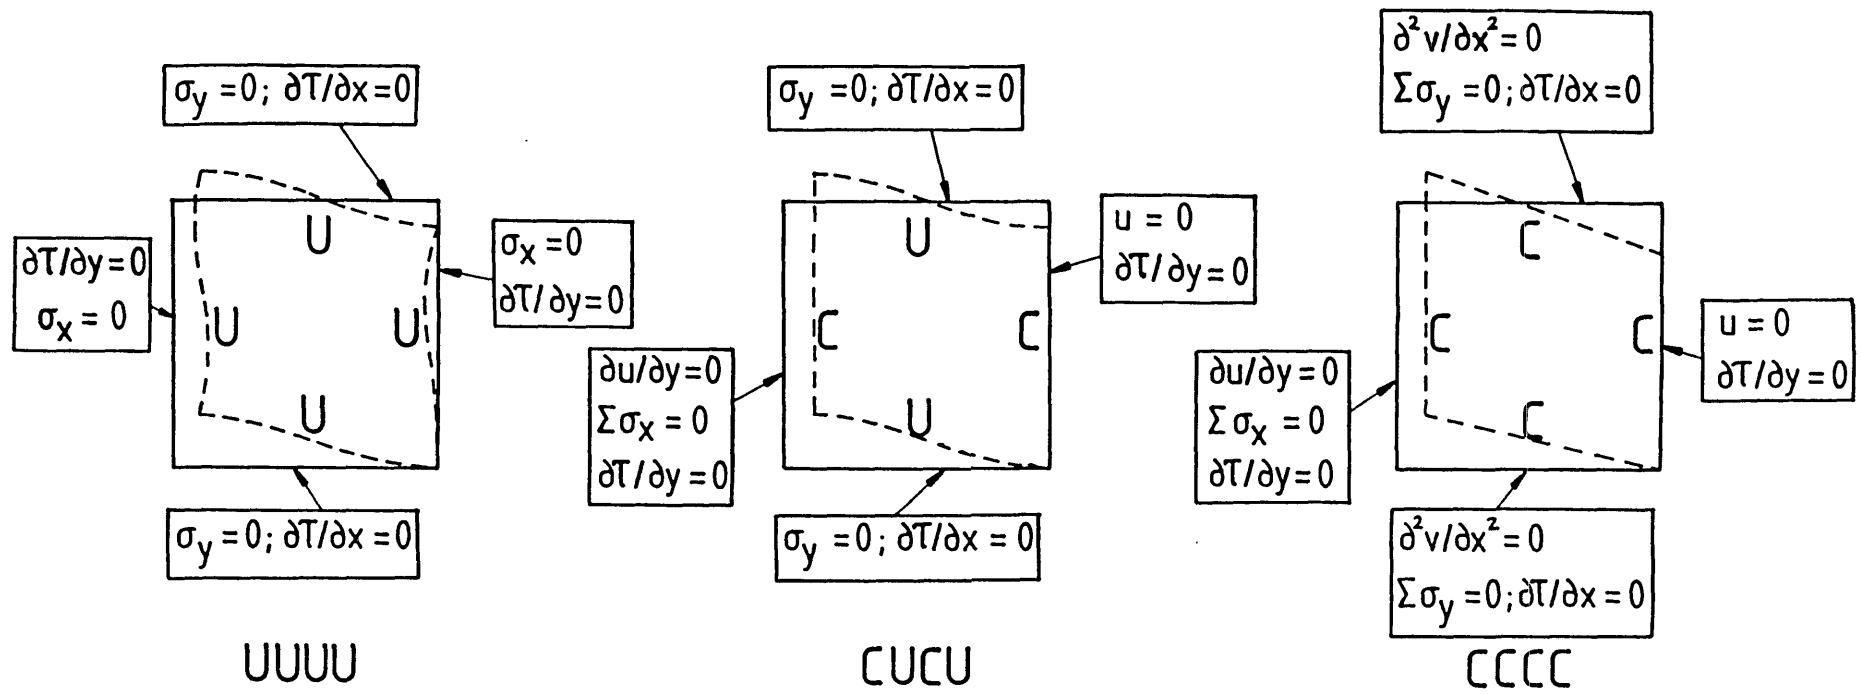 σy =0; ∂T/∂x=0
∂T/∂y=0
σx = 0
U
U
U
U
σx =0
∂T/∂y=0
σy =0; ∂T/∂x=0
UUUU
σy =0; ∂T/∂x=0
u = 0
∂T/∂y=0
U
C
C
U
∂u/∂y=0
Σσx = 0
∂T/∂y=0
σy =0; ∂T/∂x = 0
CUCU
∂²v/∂x²=0
Σσy =0; ∂T/∂x=0
C
C
C
C
u = 0
∂T/∂y=0
∂u/∂y=0
Σσx = 0
∂T/∂y=0
∂²v/∂x²=0
Σσy =0; ∂T/∂x=0
CCCC